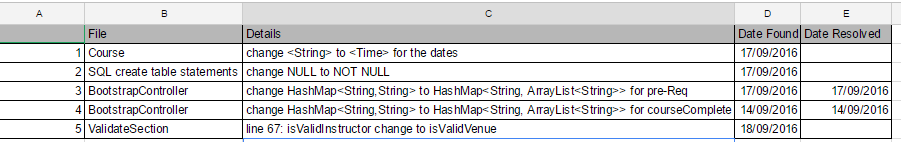 A B C D E
File Details Date Found Date Resolved
1 Course change <String> to <Time> for the dates 17/09/2016
2 SQL create table statements change NULL to NOT NULL 17/09/2016
3 BootstrapController change HashMap<String,String> to HashMap<String, ArrayList<String>> for pre-Req 17/09/2016 17/09/2016
4 BootstrapController change HashMap<String,String> to HashMap<String, ArrayList<String>> for courseComplete 14/09/2016 14/09/2016
5 ValidateSection line 67: isValidInstructor change to isValidVenue 18/09/2016